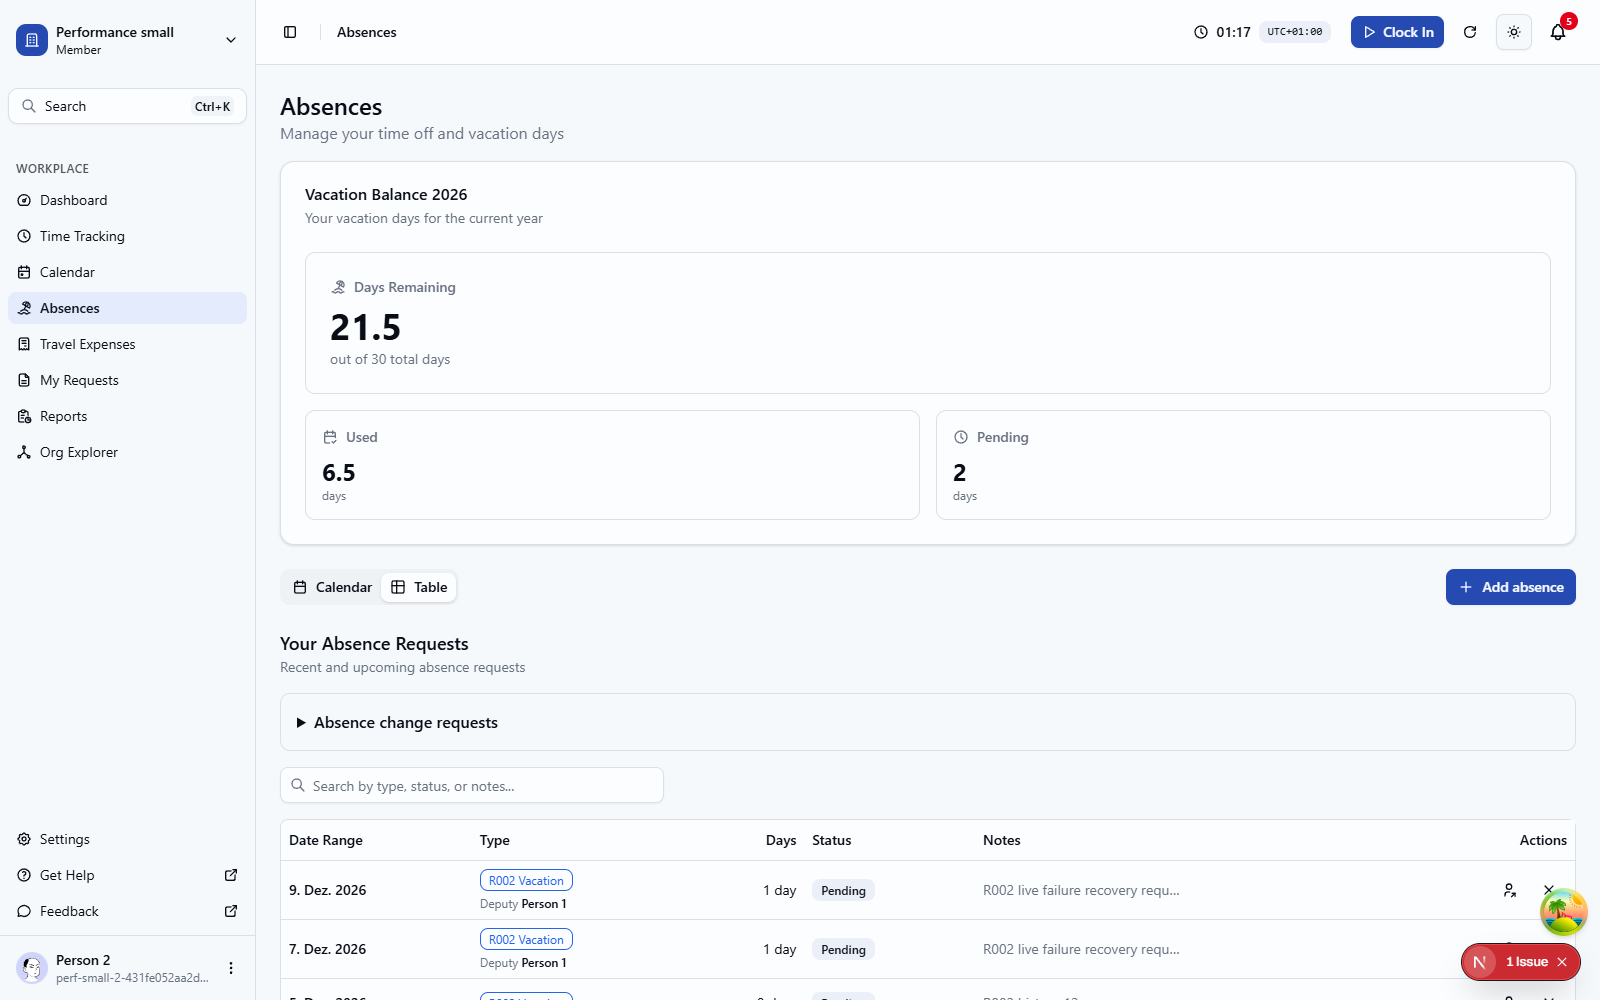 Performance small
Member
Search
Ctrl+K
WORKPLACE
Dashboard
Time Tracking
Calendar
Absences
Travel Expenses
My Requests
Reports
Org Explorer
Settings
Get Help
Feedback
Person 2
perf-small-2-431fe052aa2d...
Absences
01:17
UTC+01:00
Clock In
5
Absences
Manage your time off and vacation days
Vacation Balance 2026
Your vacation days for the current year
Days Remaining
21.5
out of 30 total days
Used
6.5
days
Pending
2
days
Calendar
Table
Add absence
Your Absence Requests
Recent and upcoming absence requests
Absence change requests
Search by type, status, or notes...
Date Range Type Days Status Notes Actions
9. Dez. 2026 R002 Vacation 1 day Pending R002 live failure recovery requ...
Deputy Person 1
7. Dez. 2026 R002 Vacation 1 day Pending R002 live failure recovery requ...
Deputy Person 1
N 1 Issue